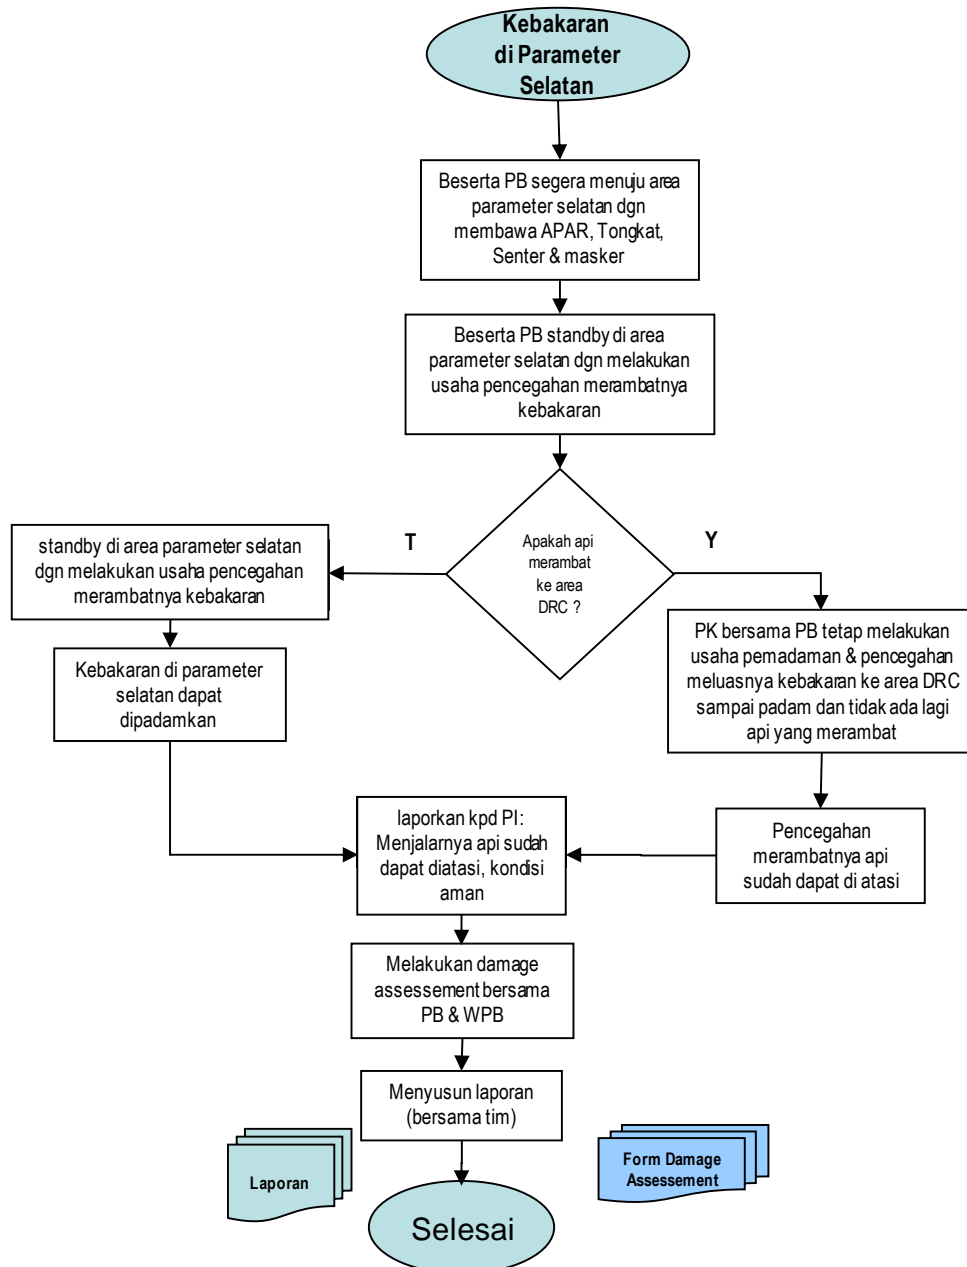 Kebakaran
di Parameter
Selatan
Beserta PB segera menuju area
parameter selatan dgn
membawa APAR, Tongkat,
Senter & masker
Beserta PB standby di area
parameter selatan dgn melakukan
usaha pencegahan merambatnya
kebakaran
Apakah api
merambat
ke area
DRC ?
T
Y
standby di area parameter selatan
dgn melakukan usaha pencegahan
merambatnya kebakaran
Kebakaran di parameter
selatan dapat
dipadamkan
PK bersama PB tetap melakukan
usaha pemadaman & pencegahan
meluasnya kebakaran ke area DRC
sampai padam dan tidak ada lagi
api yang merambat
Pencegahan
merambatnya api
sudah dapat di atasi
laporkan kpd PI:
Menjalarnya api sudah
dapat diatasi, kondisi
aman
Melakukan damage
assessement bersama
PB & WPB
Menyusun laporan
(bersama tim)
Laporan
Form Damage
Assessement
Selesai